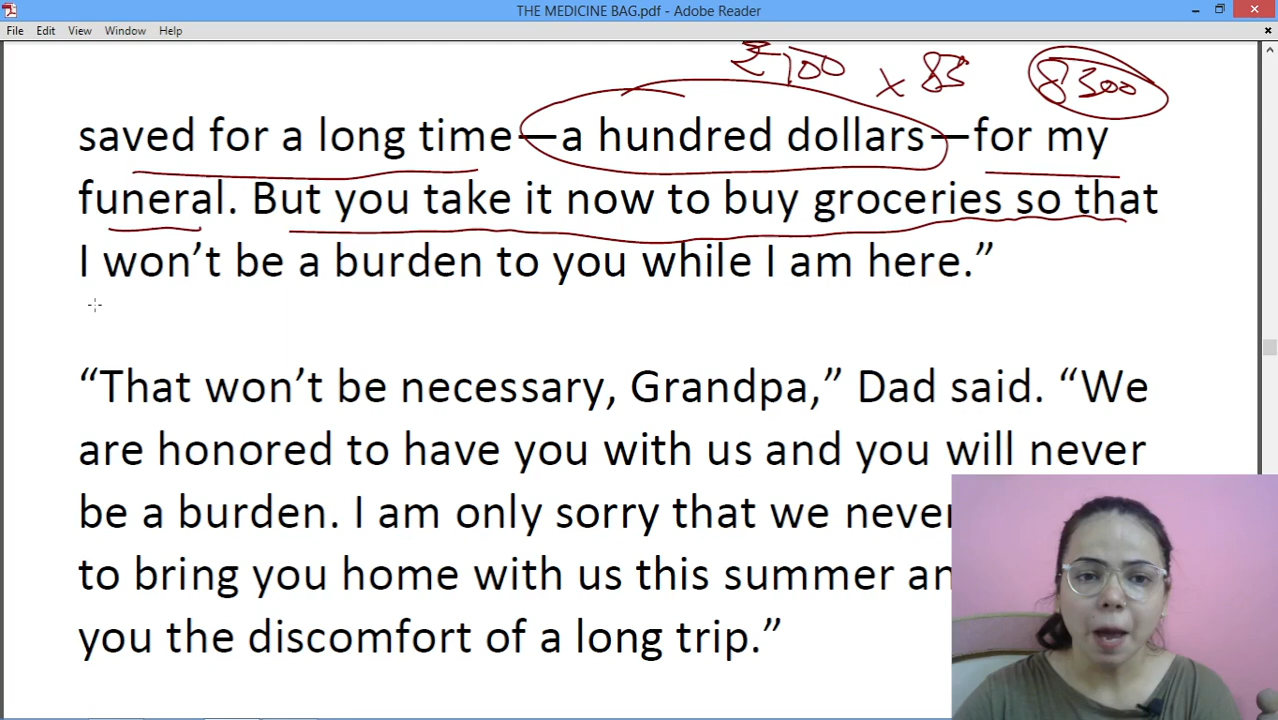 THE MEDICINE BAG.pdf - Adobe Reader
File Edit View Window Help
₹100 x 83 8300
saved for a long time—a hundred dollars—for my
funeral. But you take it now to buy groceries so that
I won’t be a burden to you while I am here.”
“That won’t be necessary, Grandpa,” Dad said. “We
are honored to have you with us and you will never
be a burden. I am only sorry that we never
to bring you home with us this summer an
you the discomfort of a long trip.”